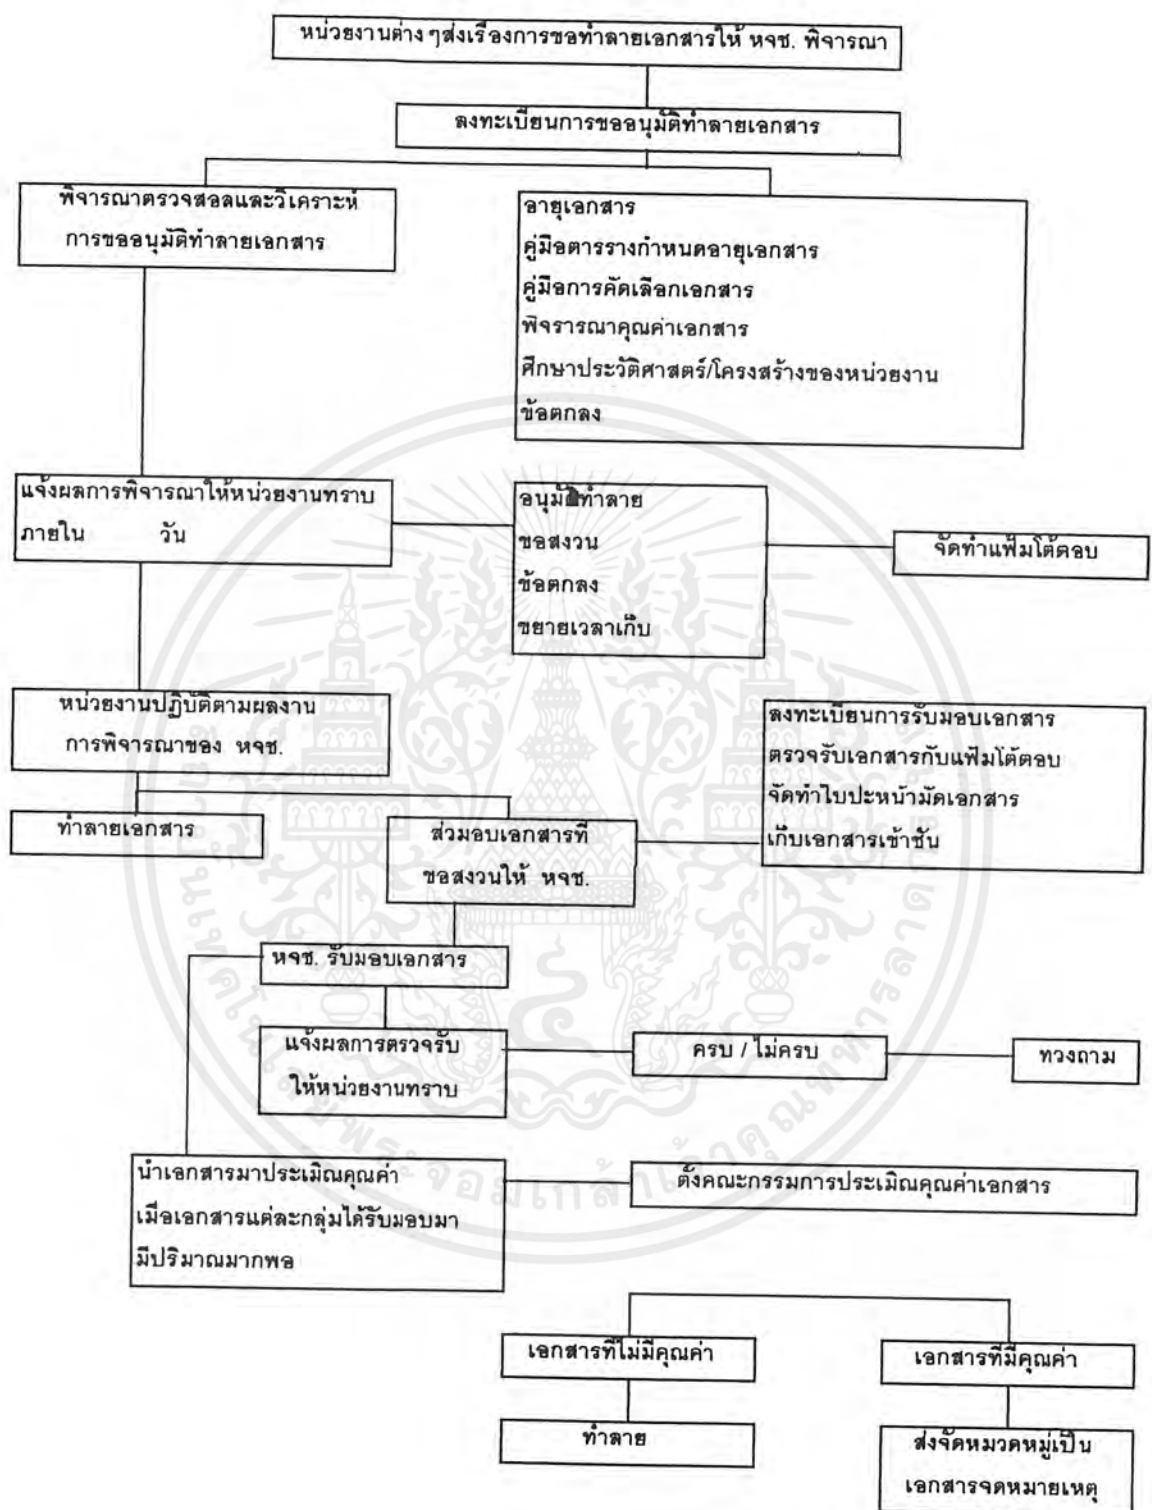 หน่วยงานต่าง ๆส่งเรื่องการขอทำลายเอกสารให้ หจช. พิจารณา
ลงทะเบียนการขออนุมัติทำลายเอกสาร
พิจารณาตรวจสอลและวิเคราะห์
การขออนุมัติทำลายเอกสาร
อายุเอกสาร
คู่มือตารรางกำหนดอายุเอกสาร
คู่มือการคัดเลือกเอกสาร
พิจรารณาคุณค่าเอกสาร
ศึกษาประวัติศาสตร์/โครงสร้างของหน่วยงาน
ข้อตกลง
แจ้งผลการพิจารณาให้หน่วยงานทราบ
ภายใน วัน
อนุมัติทำลาย
ขอสงวน
ข้อตกลง
ขยายเวลาเก็บ
จัดทำแฟ้มโต้ตอบ
หน่วยงานปฏิบัติตามผลงาน
การพิจารณาของ หจช.
ลงทะเบียนการรับมอบเอกสาร
ตรวจรับเอกสารกับแฟ้มโต้ตอบ
จัดทำใบปะหน้ามัดเอกสาร
เก็บเอกสารเข้าชั้น
ทำลายเอกสาร
ส่วมอบเอกสารที่
ขอสงวนให้ หจช.
หจช. รับมอบเอกสาร
แจ้งผลการตรวจรับ
ให้หน่วยงานทราบ
ครบ / ไม่ครบ
ทวงถาม
นำเอกสารมาประเมิณคุณค่า
เมื่อเอกสารแต่ละกลุ่มได้รับมอบมา
มีปริมาณมากพอ
ตั้งคณะกรรมการประเมิณคุณค่าเอกสาร
เอกสารที่ไม่มีคุณค่า
เอกสารที่มีคุณค่า
ทำลาย
ส่งจัดหมวดหมู่เป็น
เอกสารจดหมายเหตุ